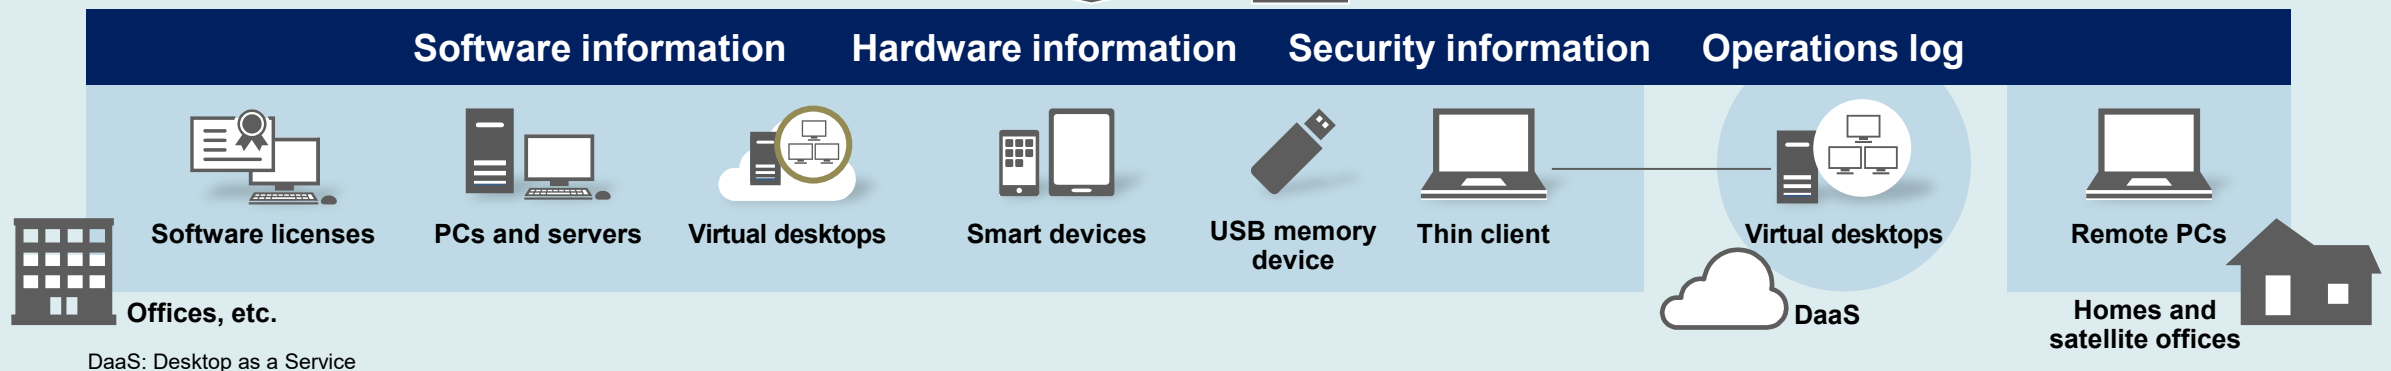 Software information Hardware information Security information Operations log
Software licenses
PCs and servers
Virtual desktops
Smart devices
USB memory
device
Thin client
Virtual desktops
Remote PCs
Offices, etc.
DaaS
Homes and
satellite offices
DaaS: Desktop as a Service